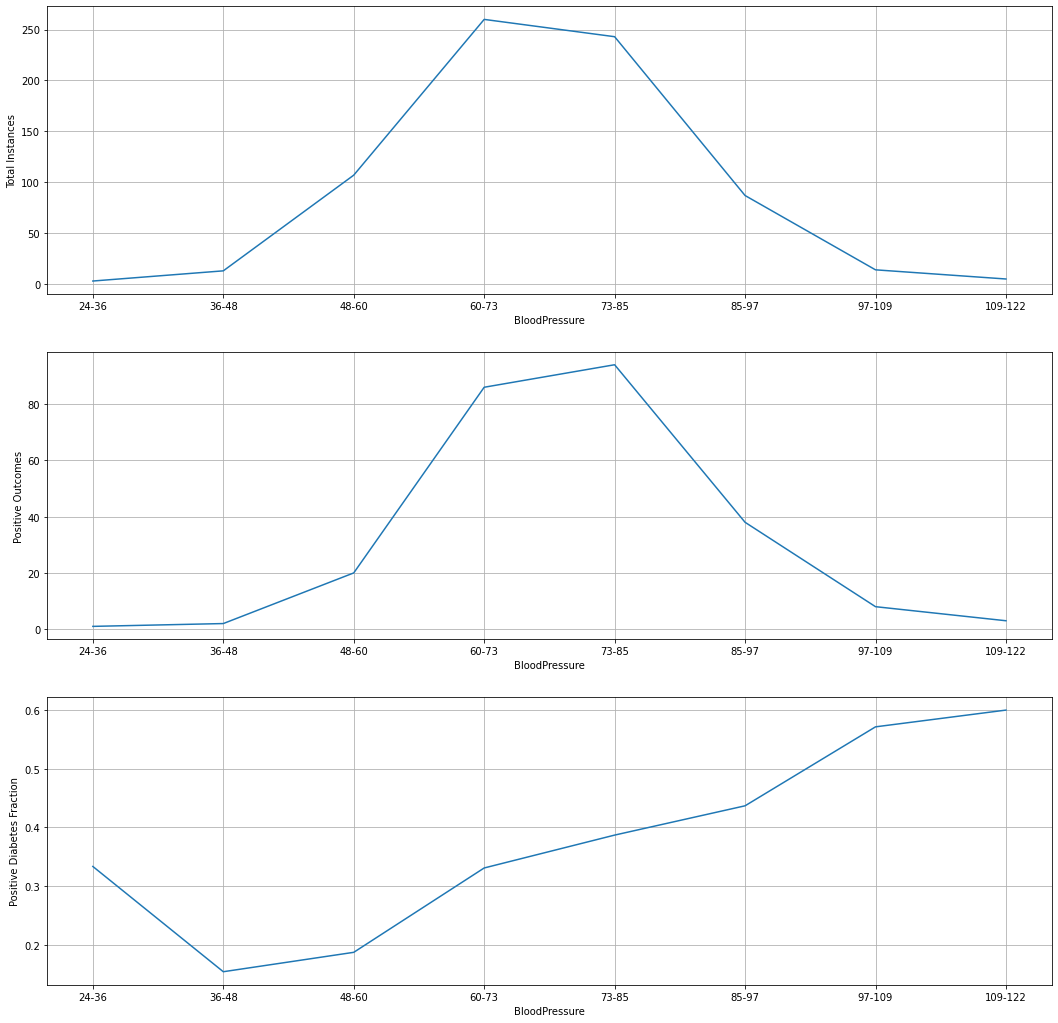 250
200
150
100
50
0
Total Instances
24-36 36-48 48-60 60-73 73-85 85-97 97-109 109-122
BloodPressure
80
60
40
20
0
Positive Outcomes
24-36 36-48 48-60 60-73 73-85 85-97 97-109 109-122
BloodPressure
0.6
0.5
0.4
0.3
0.2
Positive Diabetes Fraction
24-36 36-48 48-60 60-73 73-85 85-97 97-109 109-122
BloodPressure